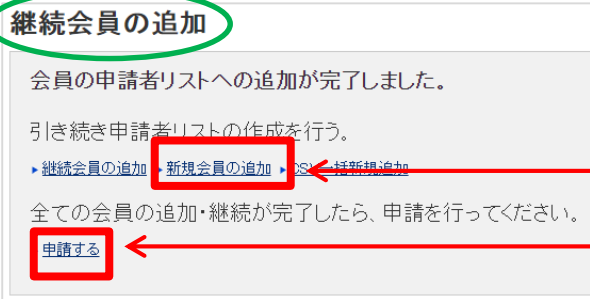 継続会員の追加
会員の申請者リストへの追加が完了しました。
引き続き申請者リストの作成を行う。
継続会員の追加 新規会員の追加 CSV一括新規追加
全ての会員の追加・継続が完了したら、申請を行ってください。
申請する